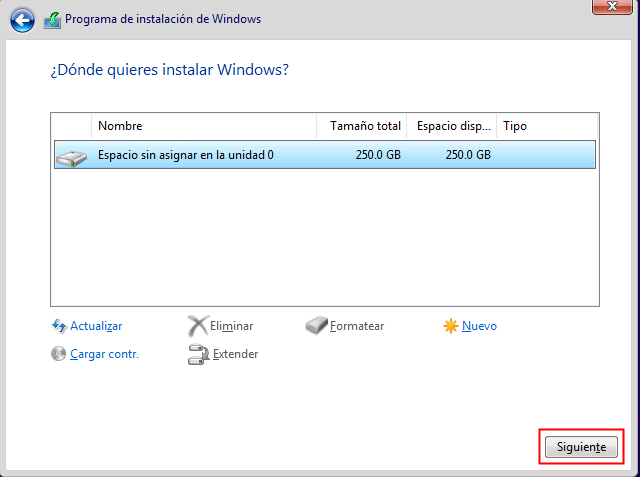 Programa de instalación de Windows
¿Dónde quieres instalar Windows?
Nombre Tamaño total Espacio disp... Tipo
Espacio sin asignar en la unidad 0 250.0 GB 250.0 GB
Actualizar Eliminar Formatear Nuevo
Cargar contr. Extender
Siguiente